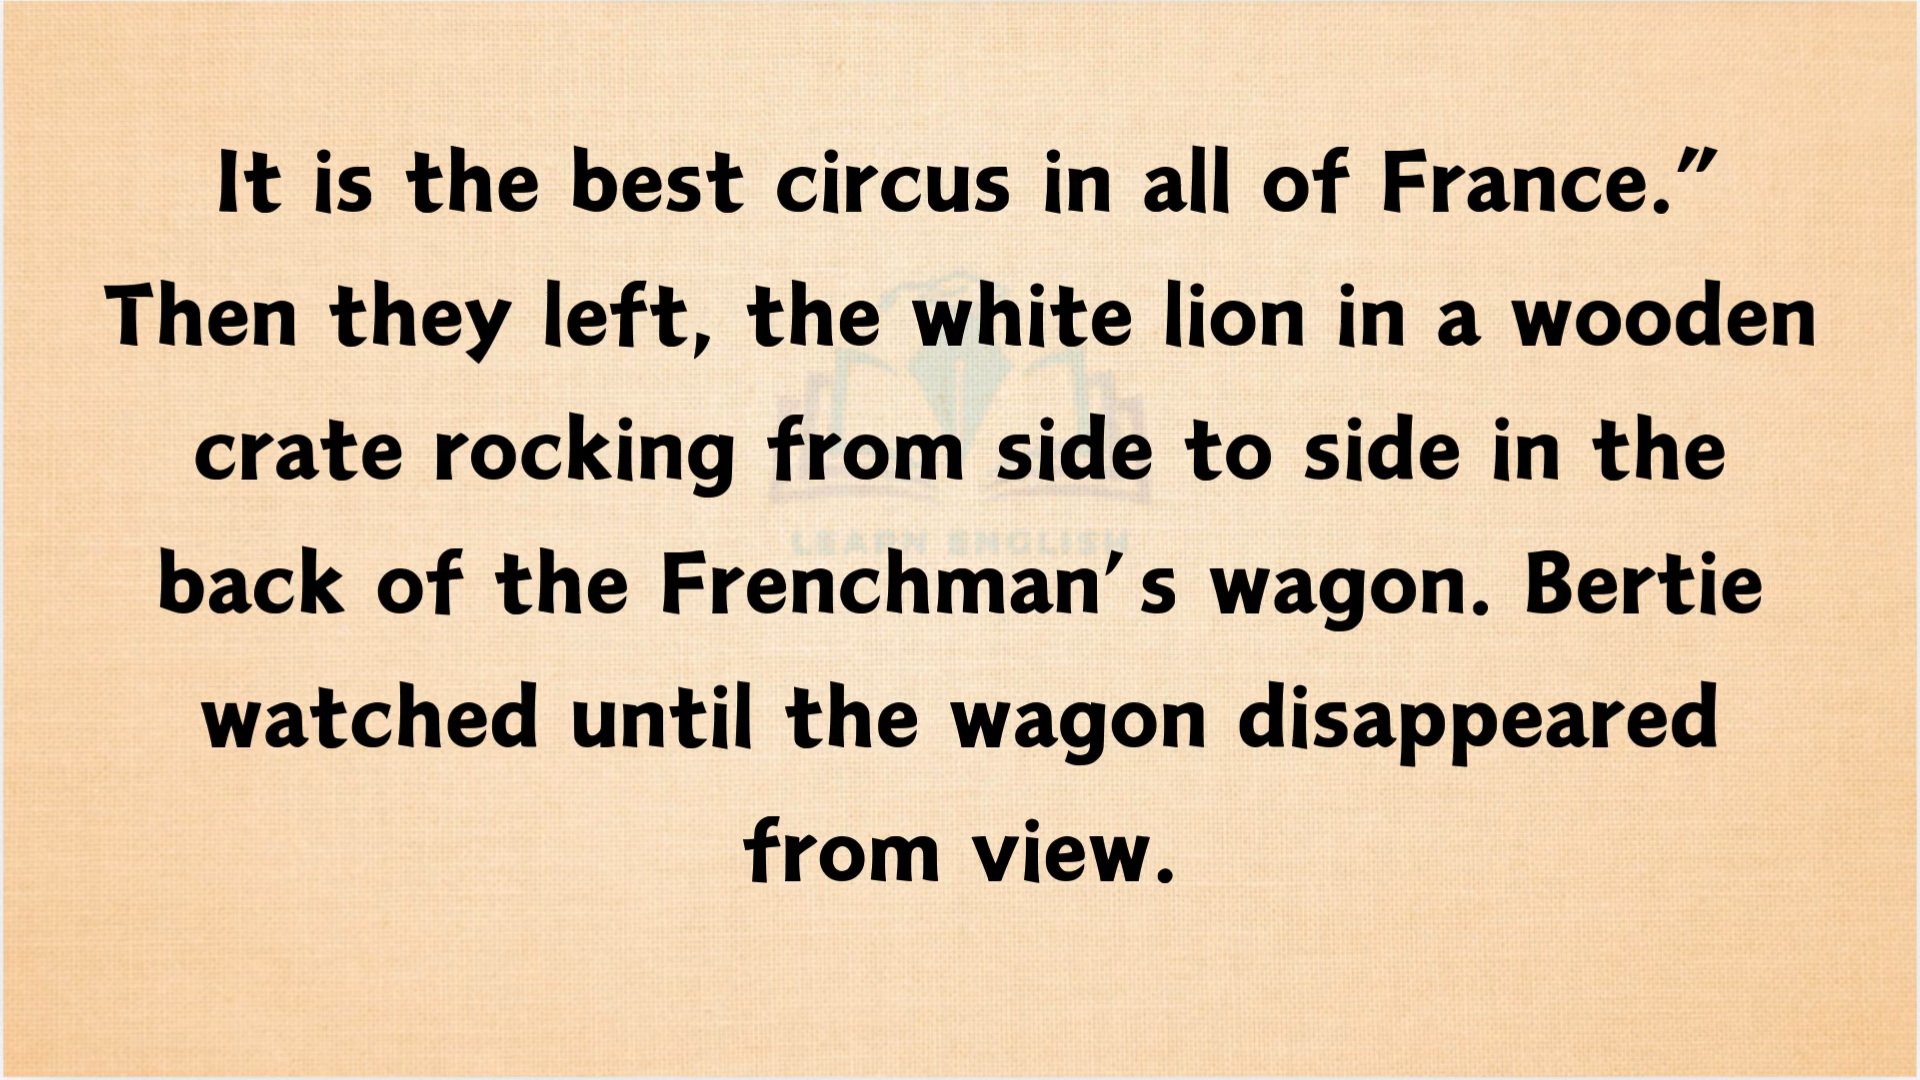 It is the best circus in all of France.”
Then they left, the white lion in a wooden
crate rocking from side to side in the
back of the Frenchman’s wagon. Bertie
watched until the wagon disappeared
from view.
LEARN ENGLISH